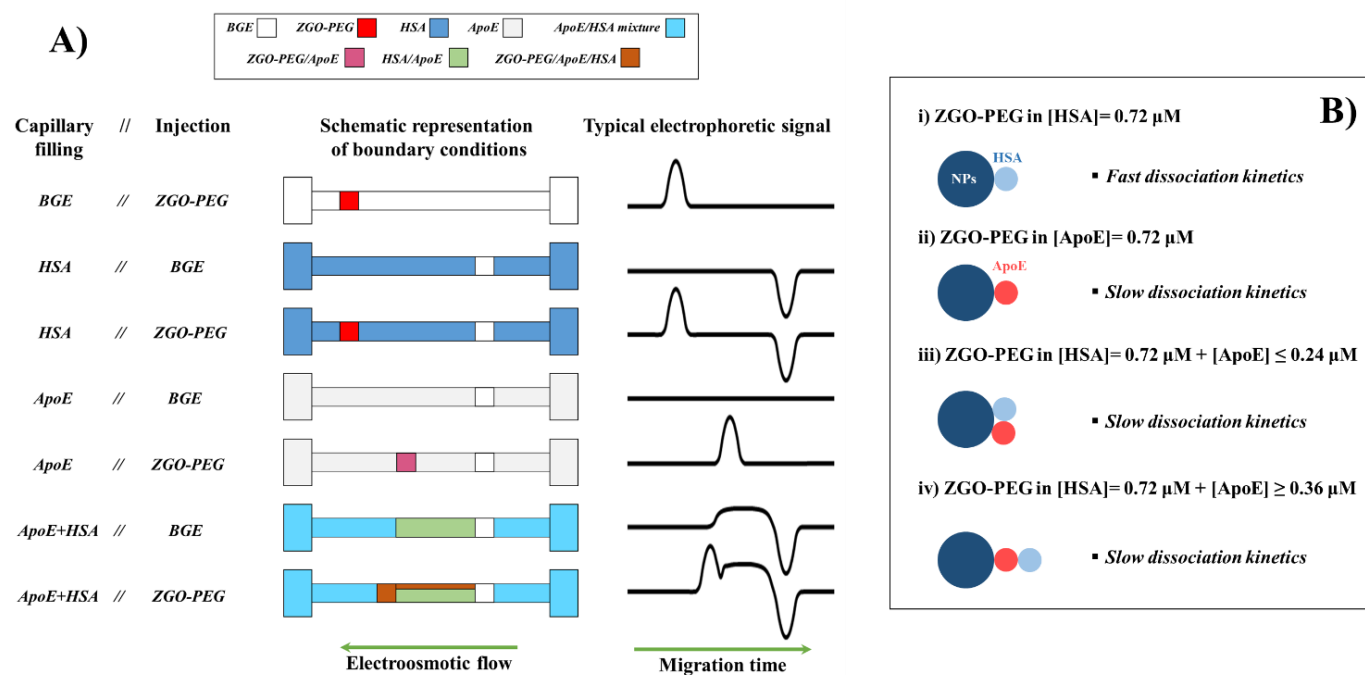 A)
BGE ZGO-PEG HSA ApoE ApoE/HSA mixture
ZGO-PEG/ApoE HSA/ApoE ZGO-PEG/ApoE/HSA
Capillary // Injection
filling
Schematic representation
of boundary conditions
Typical electrophoretic signal
BGE // ZGO-PEG
HSA // BGE
HSA // ZGO-PEG
ApoE // BGE
ApoE // ZGO-PEG
ApoE+HSA // BGE
ApoE+HSA // ZGO-PEG
Electroosmotic flow
Migration time
B)
i) ZGO-PEG in [HSA]= 0.72 µM
HSA
NPs
▪ Fast dissociation kinetics
ii) ZGO-PEG in [ApoE]= 0.72 µM
ApoE
▪ Slow dissociation kinetics
iii) ZGO-PEG in [HSA]= 0.72 µM + [ApoE] ≤ 0.24 µM
▪ Slow dissociation kinetics
iv) ZGO-PEG in [HSA]= 0.72 µM + [ApoE] ≥ 0.36 µM
▪ Slow dissociation kinetics